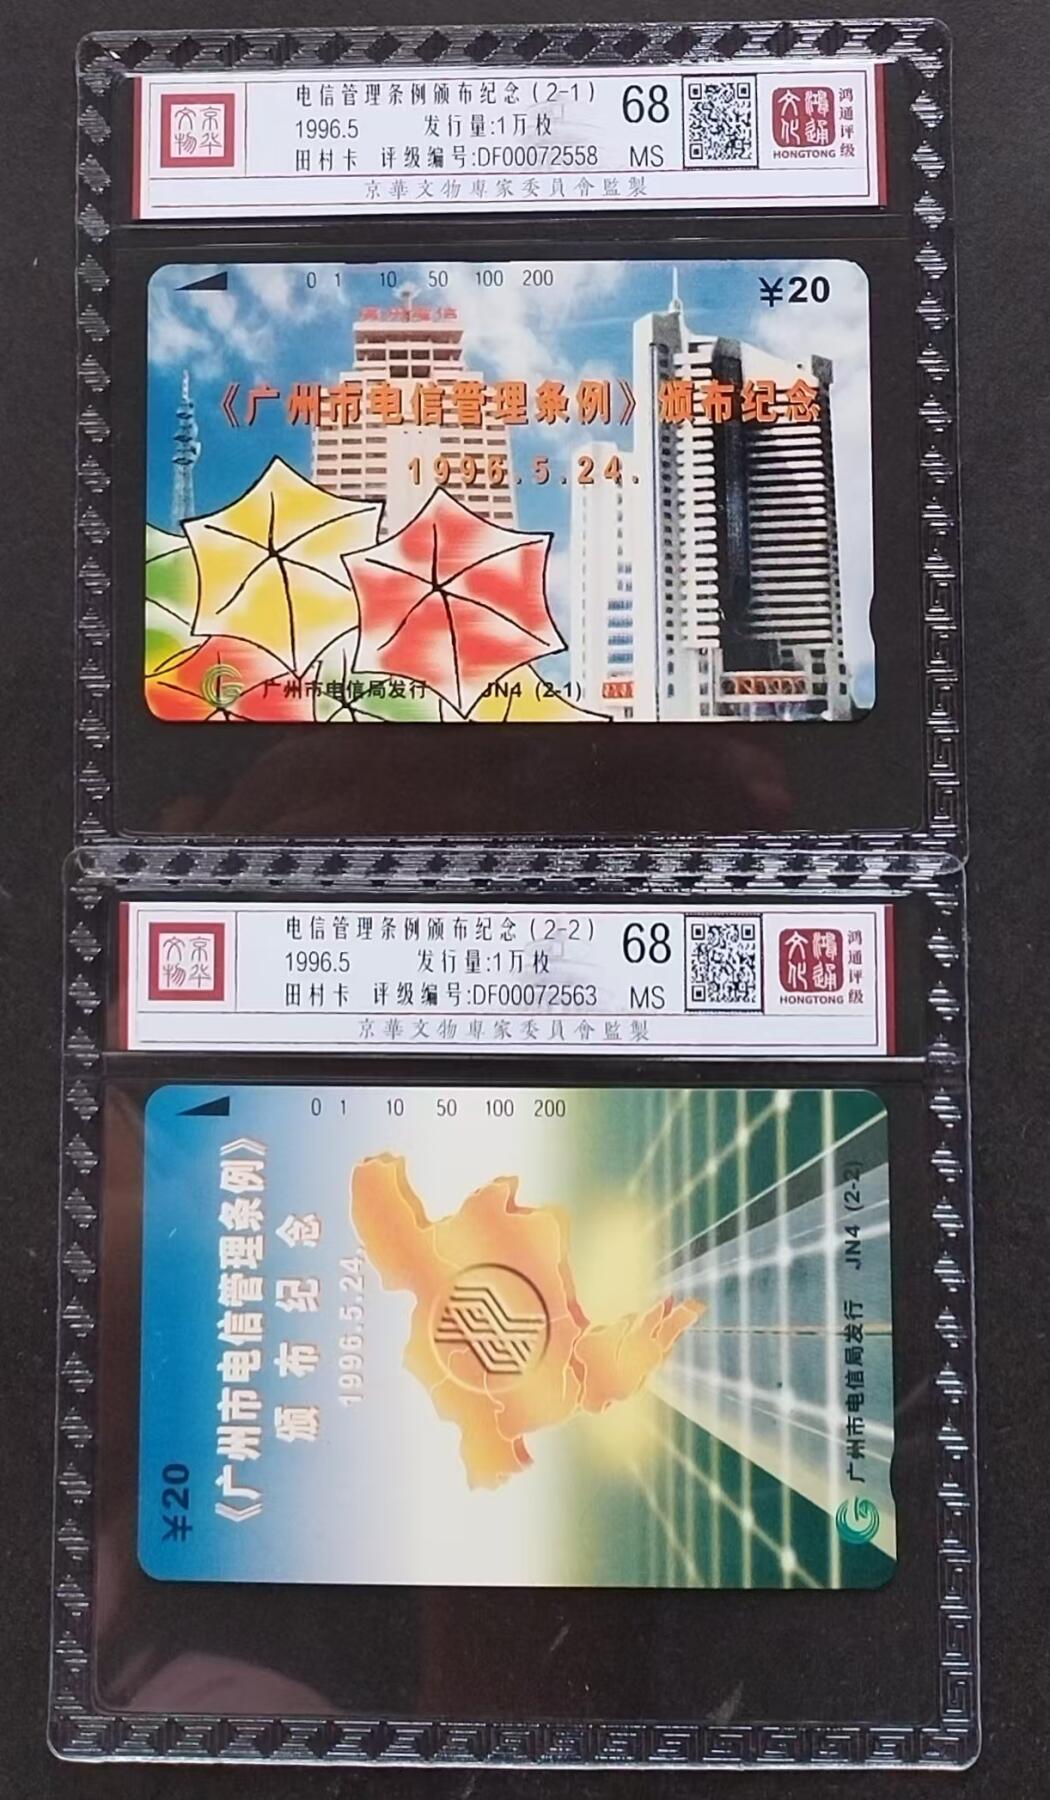 京华文物
电信管理条例颁布纪念(2-1)
1996.5 发行量:1万枚
田村卡 评级编号:DF00072558
68
MS
鸿通文化
HONGTONG
鸿通评级
京華文物專家委員會監製
0 1 10 50 100 200
¥20
广州电信
《广州市电信管理条例》颁布纪念
1996.5.24.
广州市电信局发行 JN4 (2-1)
京华文物
电信管理条例颁布纪念(2-2)
1996.5 发行量:1万枚
田村卡 评级编号:DF00072563
68
MS
鸿通文化
HONGTONG
鸿通评级
京華文物專家委員會監製
0 1 10 50 100 200
¥20
《广州市电信管理条例》
颁布纪念
1996.5.24.
广州市电信局发行 JN4 (2-2)